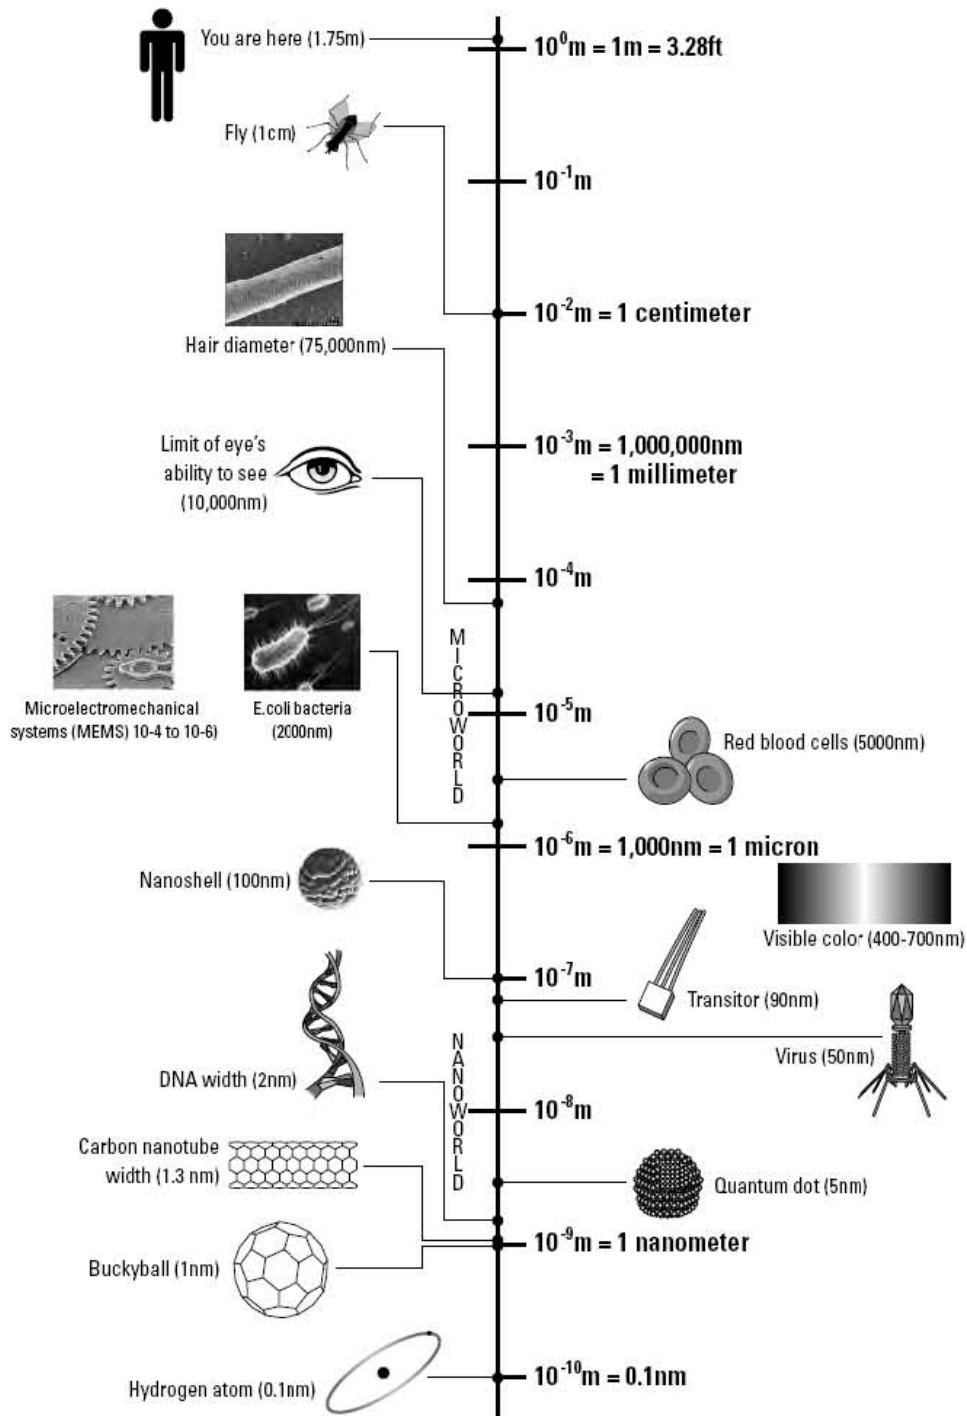 You are here (1.75m)
10⁰m = 1m = 3.28ft
Fly (1cm)
10⁻¹m
10⁻²m = 1 centimeter
Hair diameter (75,000nm)
10⁻³m = 1,000,000nm
= 1 millimeter
Limit of eye's
ability to see
(10,000nm)
10⁻⁴m
MICROWORLD
Microelectromechanical
systems (MEMS) 10-4 to 10-6)
E.coli bacteria
(2000nm)
10⁻⁵m
Red blood cells (5000nm)
10⁻⁶m = 1,000nm = 1 micron
Nanoshell (100nm)
Visible color (400-700nm)
10⁻⁷m
Transitor (90nm)
NANOWORLD
Virus (50nm)
DNA width (2nm)
10⁻⁸m
Carbon nanotube
width (1.3 nm)
Quantum dot (5nm)
10⁻⁹m = 1 nanometer
Buckyball (1nm)
10⁻¹⁰m = 0.1nm
Hydrogen atom (0.1nm)